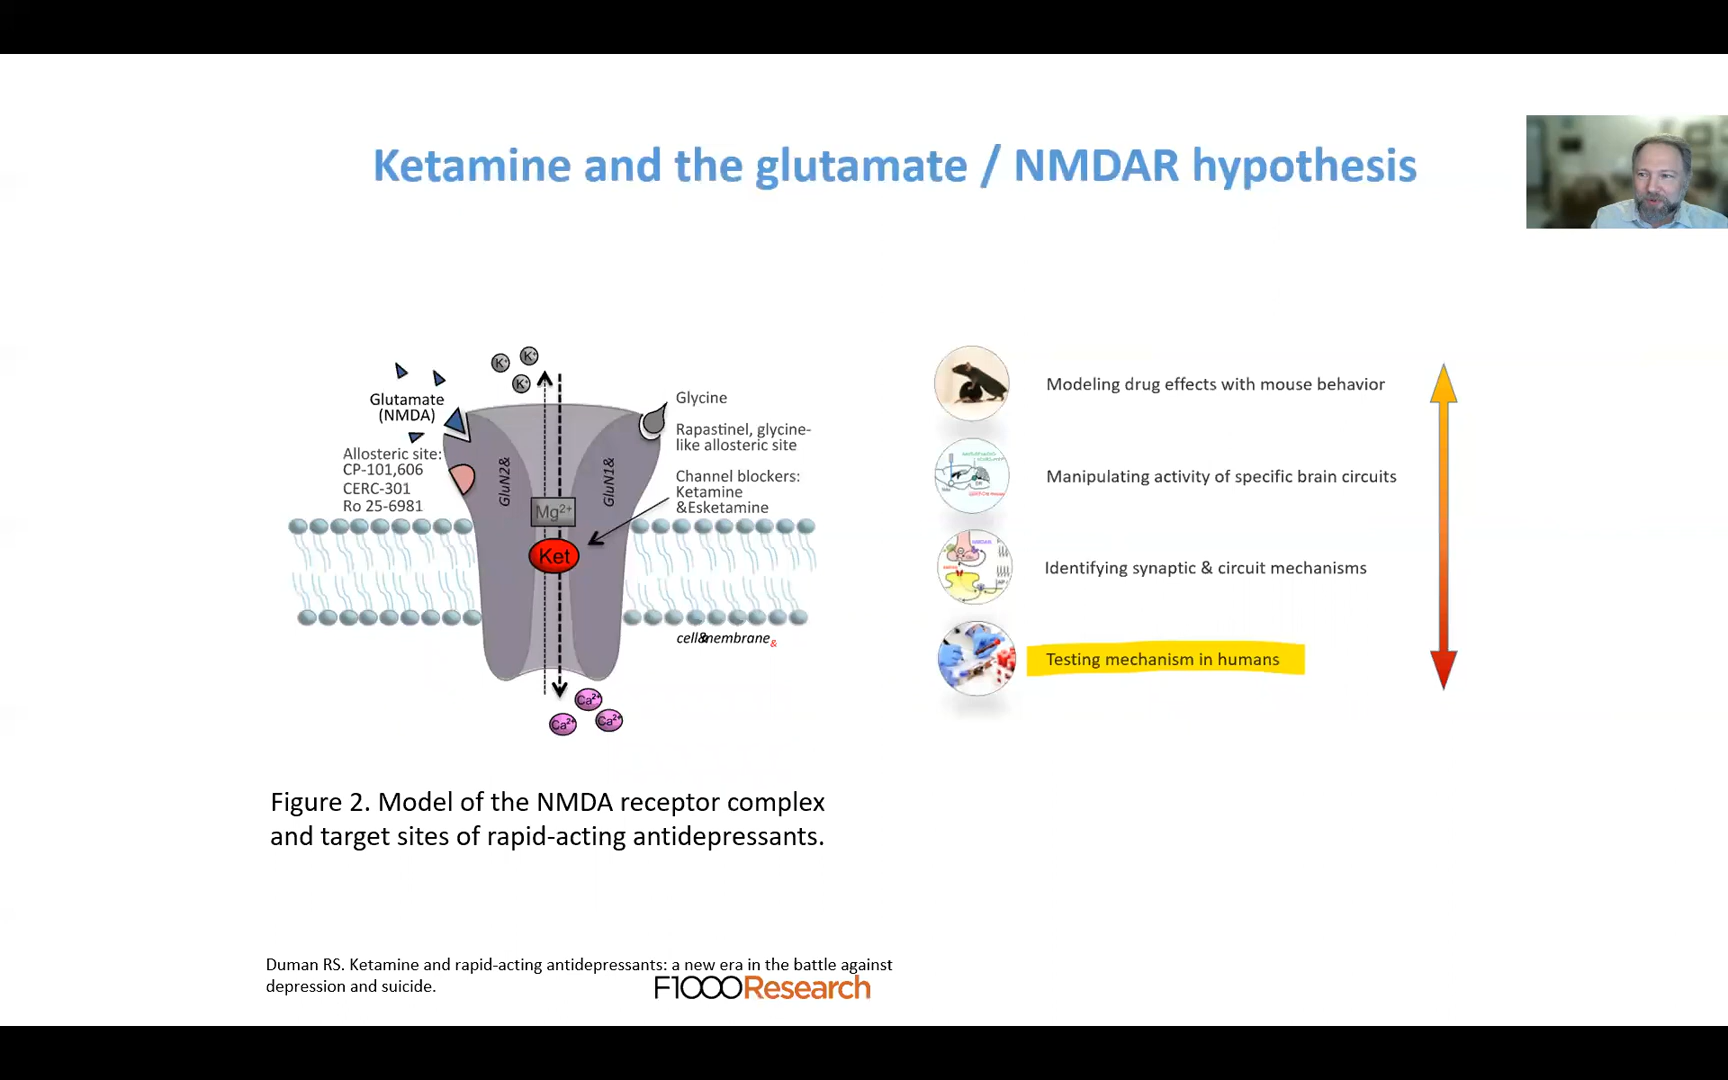 Ketamine and the glutamate / NMDAR hypothesis
K⁺
K⁺
K⁺
Glutamate
(NMDA)
Allosteric site:
CP-101,606
CERC-301
Ro 25-6981
GluN2&
GluN1&
Glycine
Rapastinel, glycine-
like allosteric site
Channel blockers:
Ketamine
&Esketamine
Mg²⁺
Ket
cell&membrane&
Ca²⁺
Ca²⁺
Ca²⁺
Modeling drug effects with mouse behavior
Manipulating activity of specific brain circuits
Identifying synaptic & circuit mechanisms
Testing mechanism in humans
Figure 2. Model of the NMDA receptor complex
and target sites of rapid-acting antidepressants.
Duman RS. Ketamine and rapid-acting antidepressants: a new era in the battle against
depression and suicide.
F1000Research